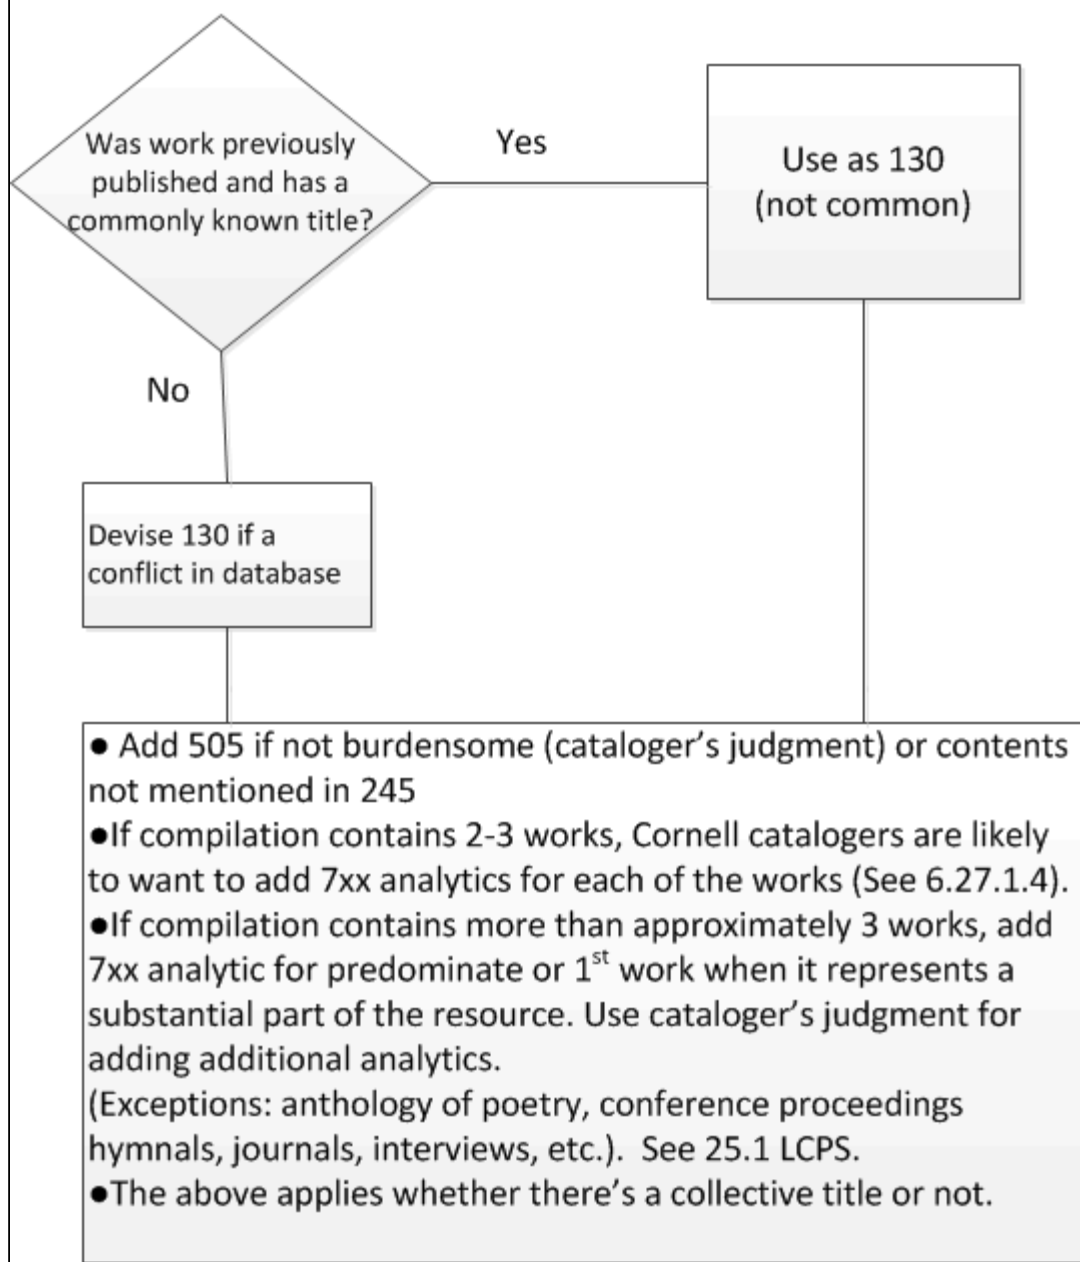 Was work previously
published and has a
commonly known title?
Yes
Use as 130
(not common)
No
Devise 130 if a
conflict in database
● Add 505 if not burdensome (cataloger’s judgment) or contents
not mentioned in 245
●If compilation contains 2-3 works, Cornell catalogers are likely
to want to add 7xx analytics for each of the works (See 6.27.1.4).
●If compilation contains more than approximately 3 works, add
7xx analytic for predominate or 1st work when it represents a
substantial part of the resource. Use cataloger’s judgment for
adding additional analytics.
(Exceptions: anthology of poetry, conference proceedings
hymnals, journals, interviews, etc.).  See 25.1 LCPS.
●The above applies whether there’s a collective title or not.